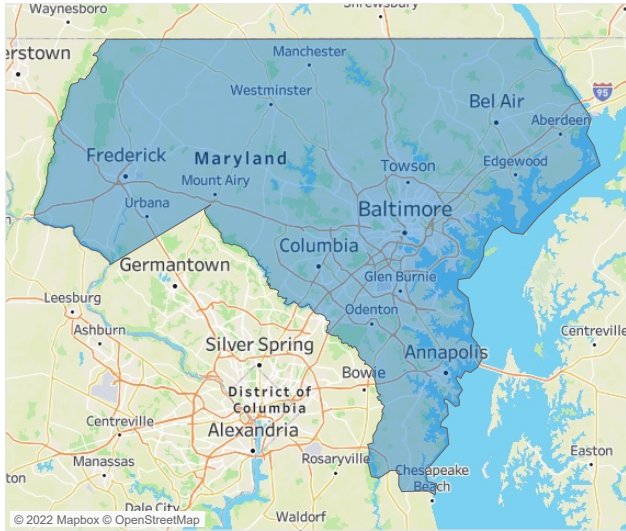 Waynesboro
Shrewsbury
erstown
Manchester
95
Westminster
Bel Air
Aberdeen
Frederick
Maryland
Towson
Edgewood
Mount Airy
Urbana
Baltimore
Columbia
Germantown
Glen Burnie
Leesburg
Odenton
Ashburn
Centreville
Silver Spring
Annapolis
Bowie
District of
Columbia
Centreville
Alexandria
Easton
Manassas
Rosaryville
Chesapeake
Beach
ton
Dale City
Waldorf
© 2022 Mapbox © OpenStreetMap